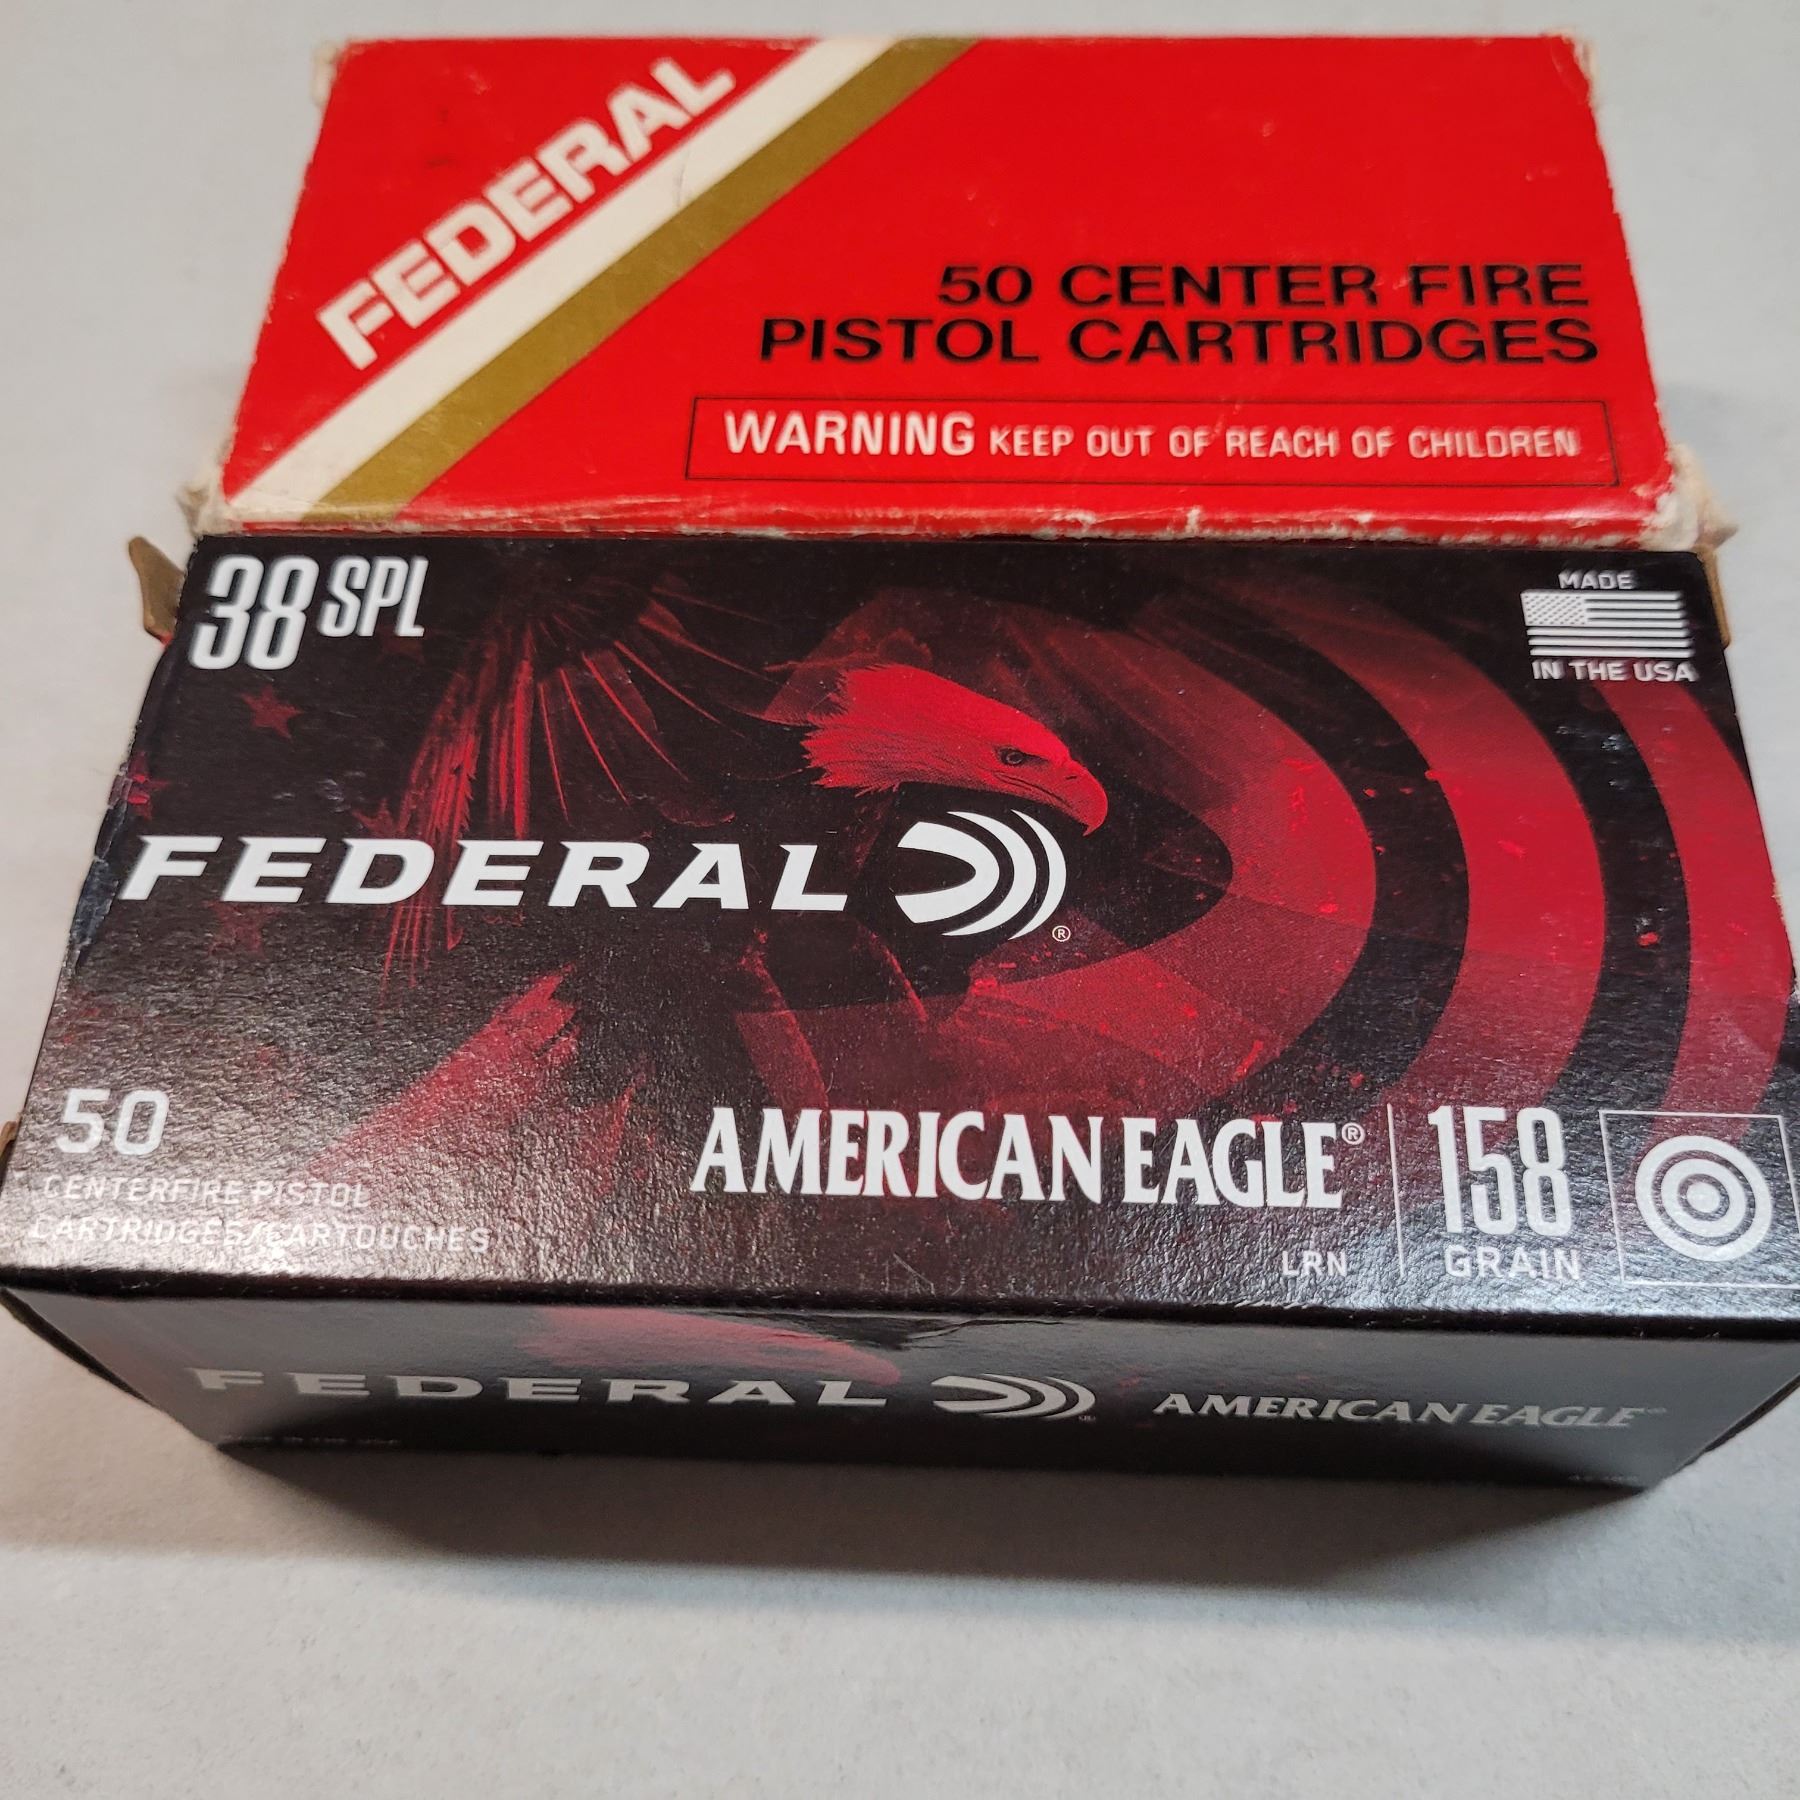 FEDERAL
50 CENTER FIRE
PISTOL CARTRIDGES
WARNING KEEP OUT OF REACH OF CHILDREN
38 SPL
MADE
IN THE USA
FEDERAL
®
50
CENTERFIRE PISTOL
CARTRIDGES/CARTOUCHES
AMERICAN EAGLE®
LRN
158
GRAIN
FEDERAL
AMERICAN EAGLE